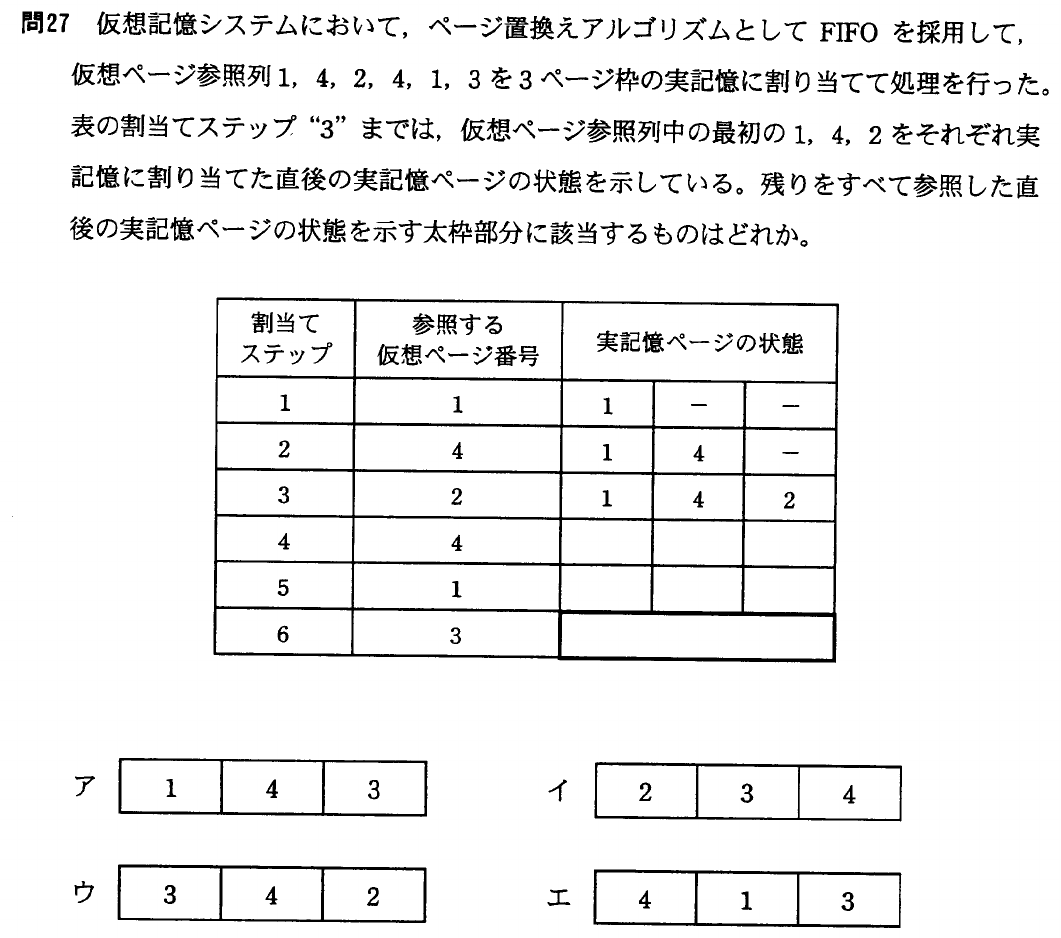 問27 仮想記憶システムにおいて，ページ置換えアルゴリズムとして FIFO を採用して，
仮想ページ参照列1，4，2，4，1，3を3ページ枠の実記憶に割り当てて処理を行った。
表の割当てステップ“3”までは，仮想ページ参照列中の最初の1，4，2をそれぞれ実
記憶に割り当てた直後の実記憶ページの状態を示している。残りをすべて参照した直
後の実記憶ページの状態を示す太枠部分に該当するものはどれか。
割当て
ステップ
参照する
仮想ページ番号
実記憶ページの状態
1 1 1 － －
2 4 1 4 －
3 2 1 4 2
4 4
5 1
6 3
ア 1 4 3
イ 2 3 4
ウ 3 4 2
エ 4 1 3